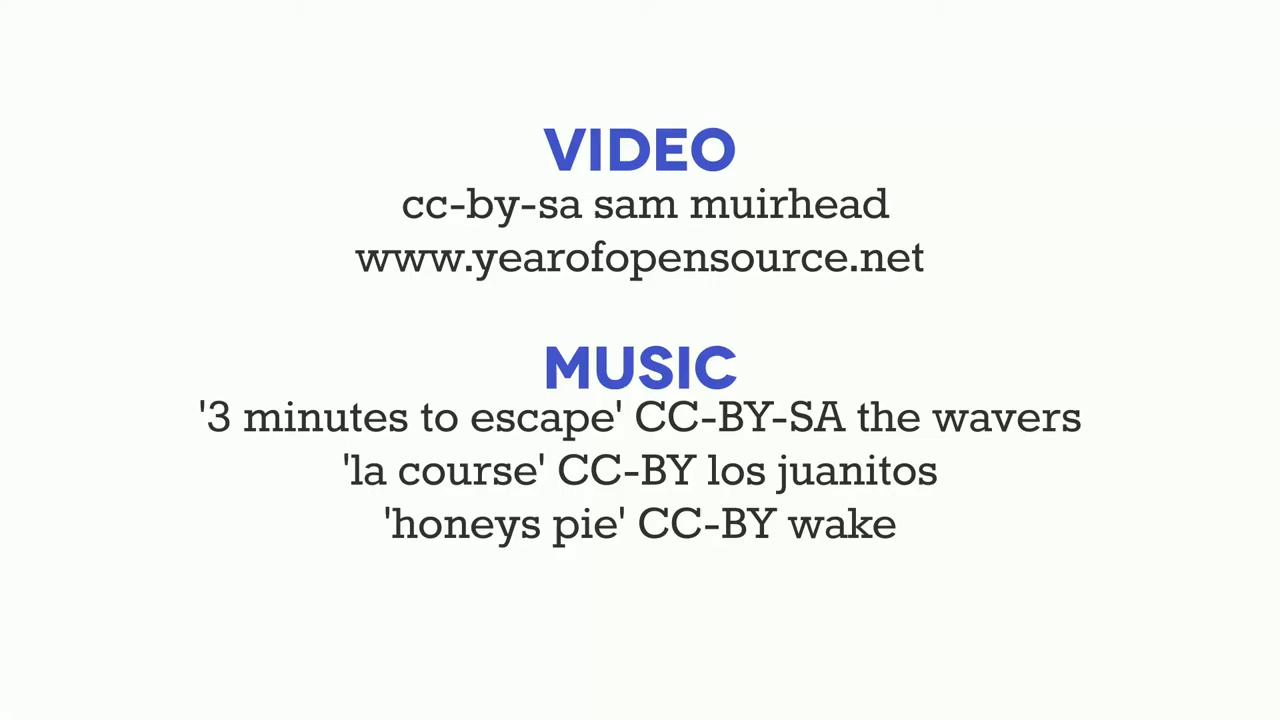 VIDEO
cc-by-sa sam muirhead
www.yearofopensource.net
MUSIC
'3 minutes to escape' CC-BY-SA the wavers
'la course' CC-BY los juanitos
'honeys pie' CC-BY wake